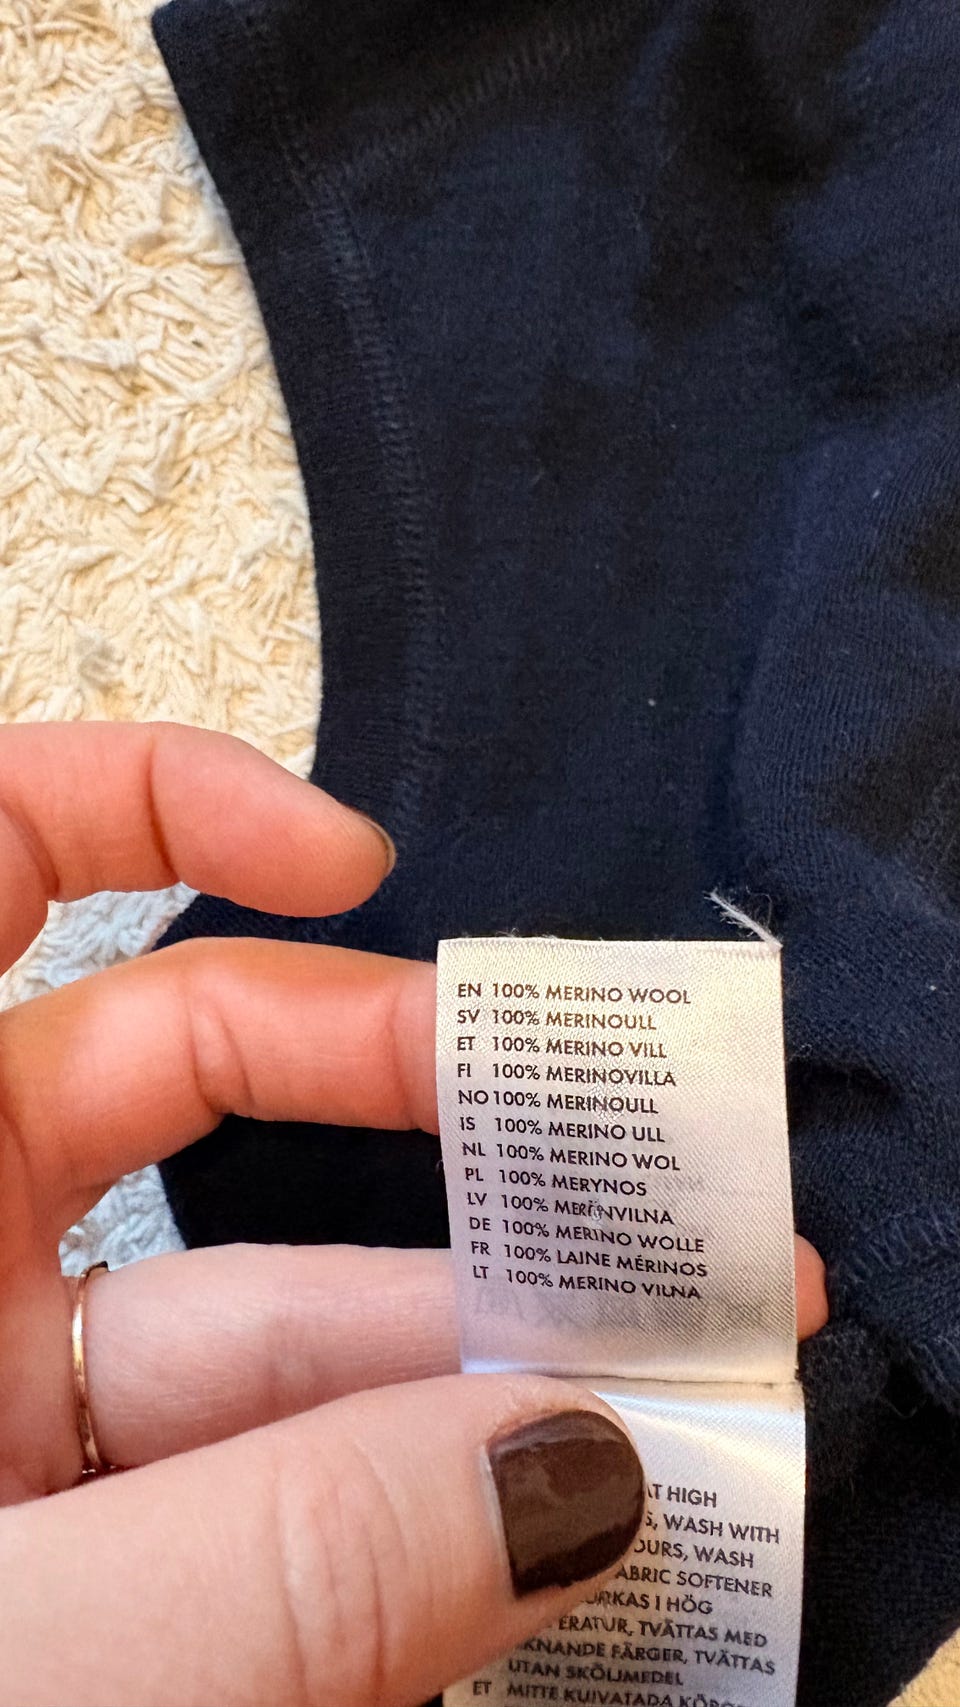 EN 100% MERINO WOOL
SV 100% MERINOULL
ET 100% MERINO VILL
FI 100% MERINOVILLA
NO 100% MERINOULL
IS 100% MERINO ULL
NL 100% MERINO WOL
PL 100% MERYNOS
LV 100% MERINVILNA
DE 100% MERINO WOLLE
FR 100% LAINE MÉRINOS
LT 100% MERINO VILNA
AT HIGH
WASH WITH
WASH
SOFTENER
I HÖG
TVÄTTAS MED
FÄRGER, TVÄTTAS
UTAN SKÖLJMEDEL
ET MITTE KUIVATADA